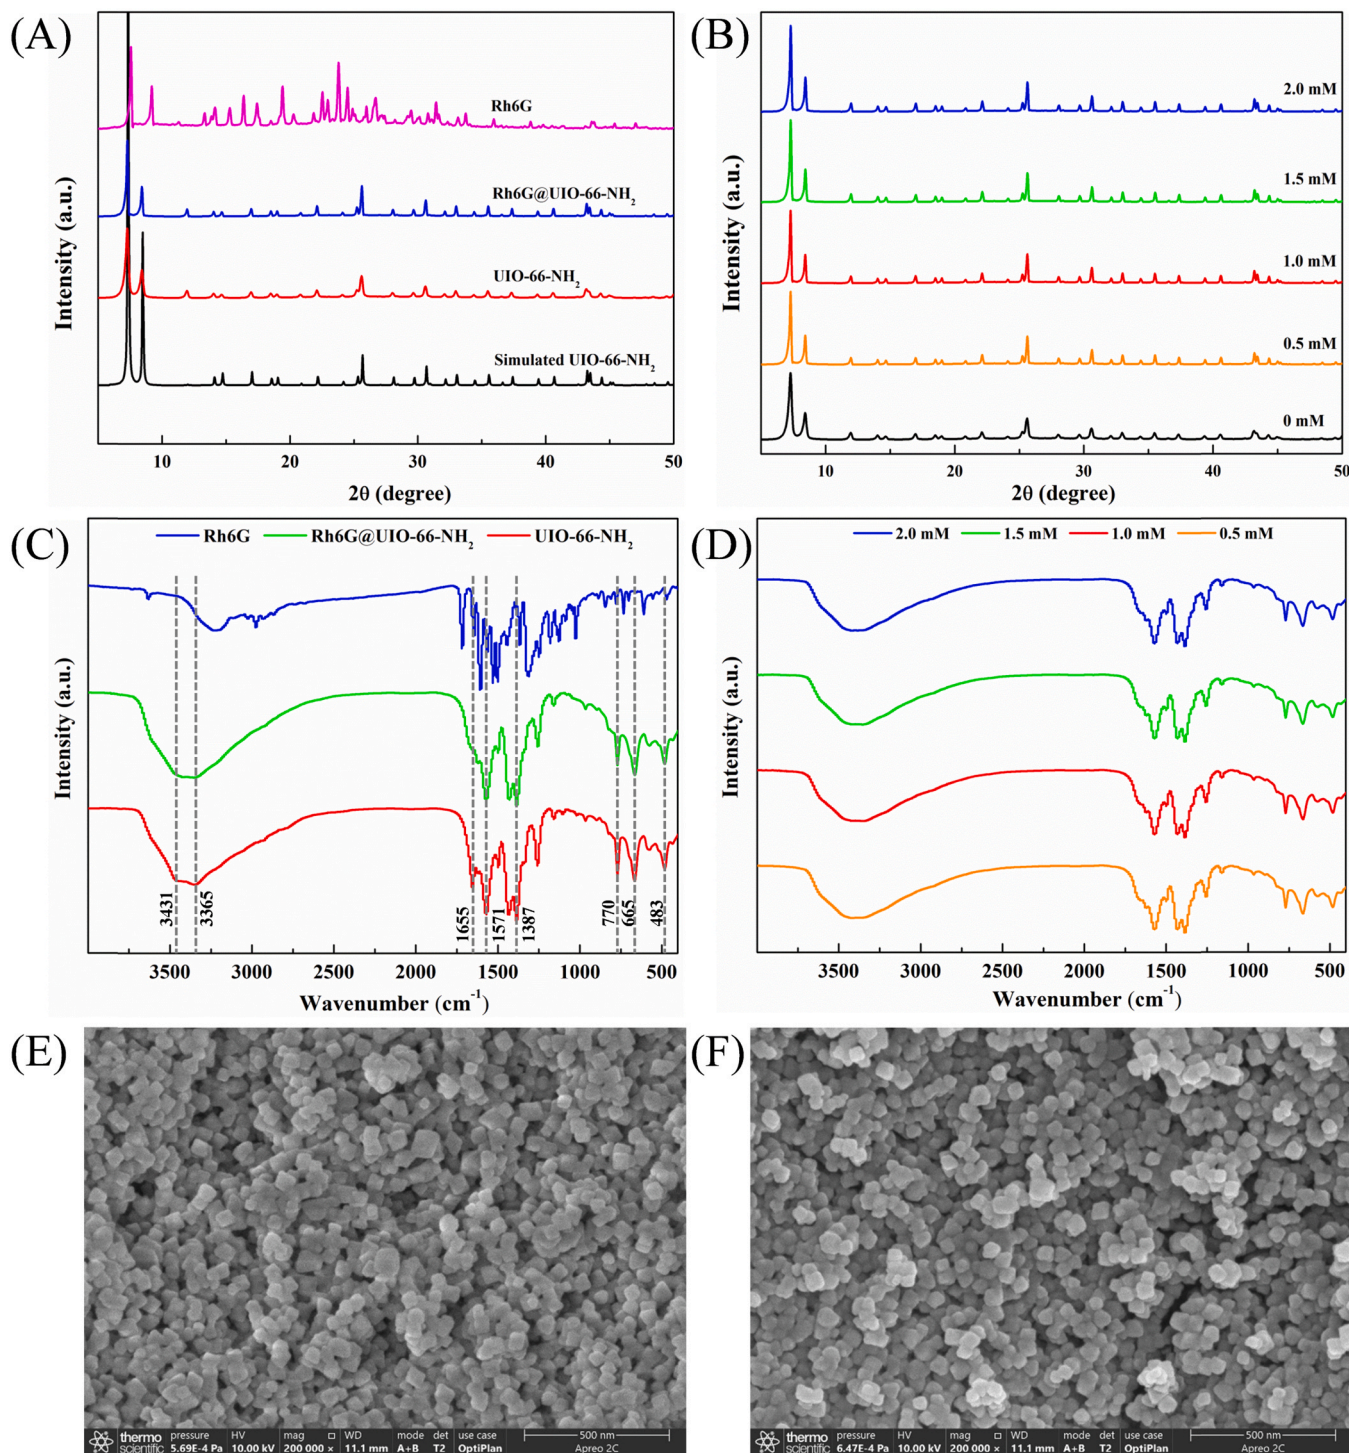 (A)
Rh6G
Rh6G@UIO-66-NH2
UIO-66-NH2
Simulated UIO-66-NH2
Intensity (a.u.)
10 20 30 40 50
2θ (degree)
(B)
2.0 mM
1.5 mM
1.0 mM
0.5 mM
0 mM
Intensity (a.u.)
10 20 30 40 50
2θ (degree)
(C)
Rh6G Rh6G@UIO-66-NH2 UIO-66-NH2
Intensity (a.u.)
3431 3365 1655 1571 1387 770 665 483
3500 3000 2500 2000 1500 1000 500
Wavenumber (cm-1)
(D)
2.0 mM 1.5 mM 1.0 mM 0.5 mM
Intensity (a.u.)
3500 3000 2500 2000 1500 1000 500
Wavenumber (cm-1)
(E)
thermo scientific
pressure HV mag WD mode det use case
5.69E-4 Pa 10.00 kV 200 000 × 11.1 mm A+B T2 OptiPlan
500 nm
Apreo 2C
(F)
thermo scientific
pressure HV mag WD mode det use case
6.47E-4 Pa 10.00 kV 200 000 × 11.1 mm A+B T2 OptiPlan
500 nm
Apreo 2C